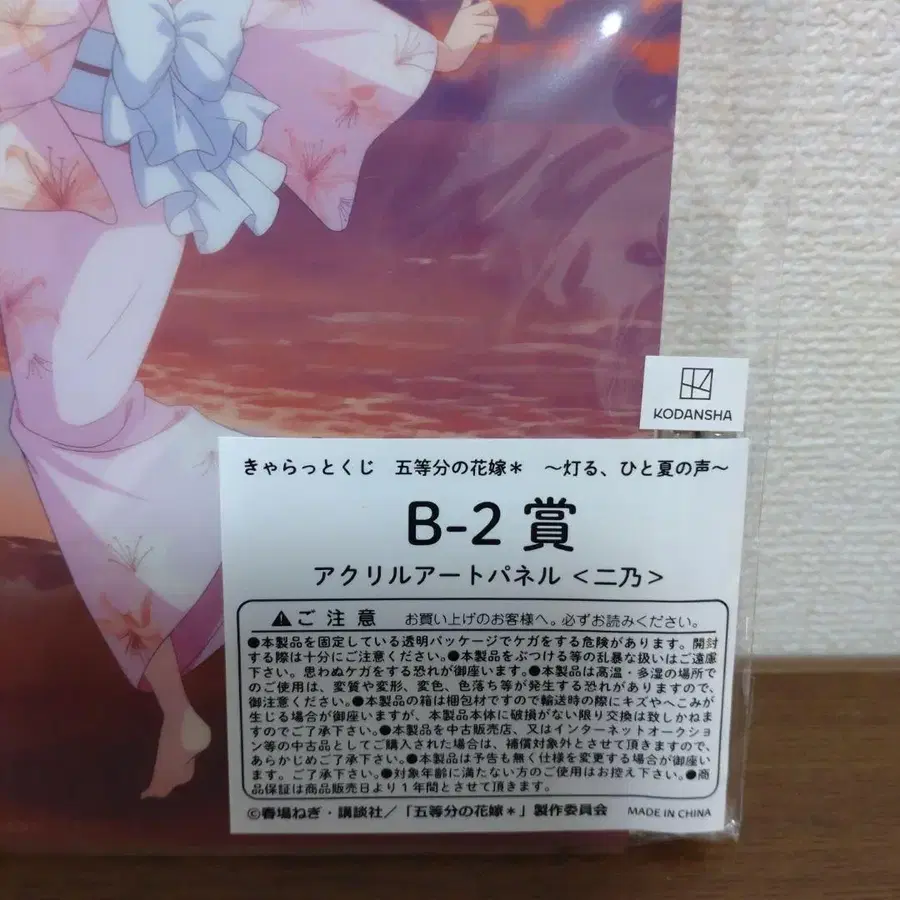 KODANSHA
きゃらっとくじ 五等分の花嫁＊ ～灯る、ひと夏の声～
B-2 賞
アクリルアートパネル＜二乃＞
⚠ご注意 お買い上げのお客様へ。必ずお読みください。
●本製品を固定している透明パッケージでケガをする危険があります。開封
する際は十分にご注意ください。●本製品をぶつける等の乱暴な扱いはご遠慮
下さい。思わぬケガをする恐れが御座います。●本製品は高温・多湿の場所で
のご使用は、変質や変形、変色、色落ち等が発生する恐れがありますので、
御注意ください。●本製品の箱は梱包材ですので輸送時の際にキズやへこみが
生じる場合が御座いますが、本製品本体に破損がない限り交換は致しかねま
すのでご了承下さい。●本製品を中古販売店、又はインターネットオークショ
ン等の中古品としてご購入された場合は、補償対象外とさせて頂きますので、
あらかじめご了承下さい。●本製品は予告も無く仕様を変更する場合が御座い
ます。ご了承下さい。●対象年齢に満たない方のご使用はお控え下さい。●商
品保証は商品販売日より1年間とさせて頂きます。
©春場ねぎ・講談社／「五等分の花嫁＊」製作委員会 MADE IN CHINA